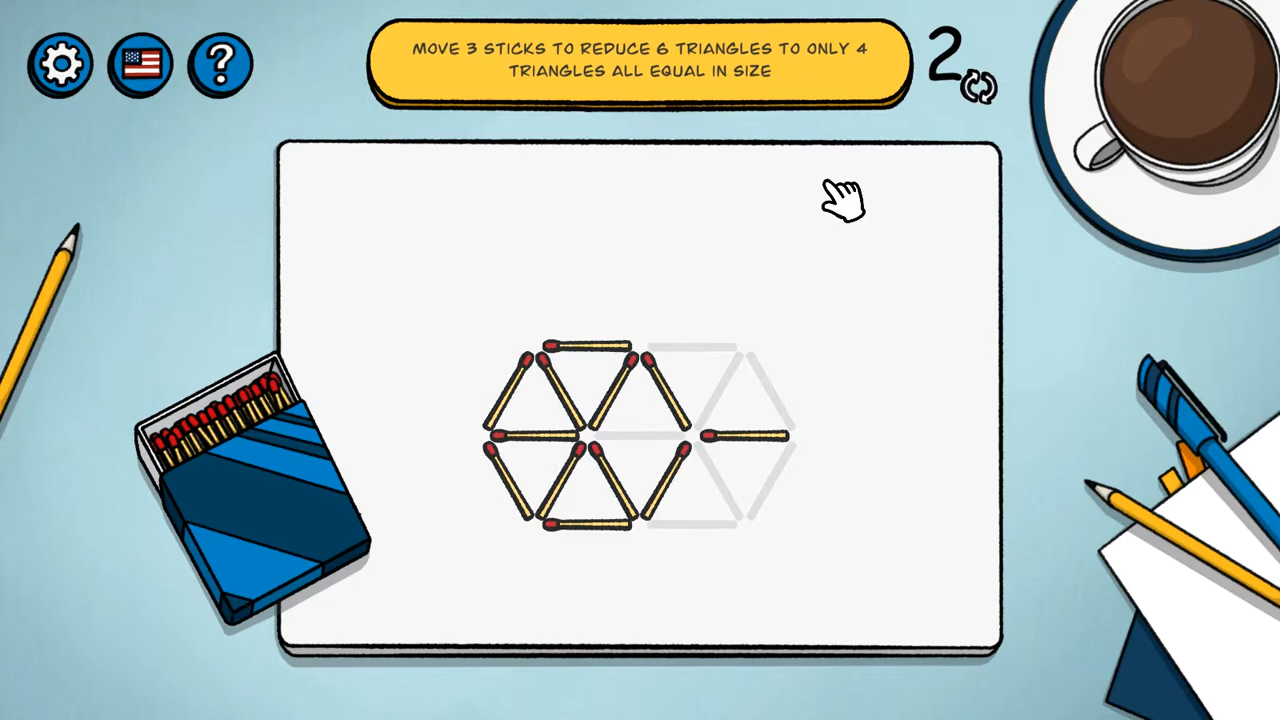 MOVE 3 STICKS TO REDUCE 6 TRIANGLES TO ONLY 4
TRIANGLES ALL EQUAL IN SIZE
2
?